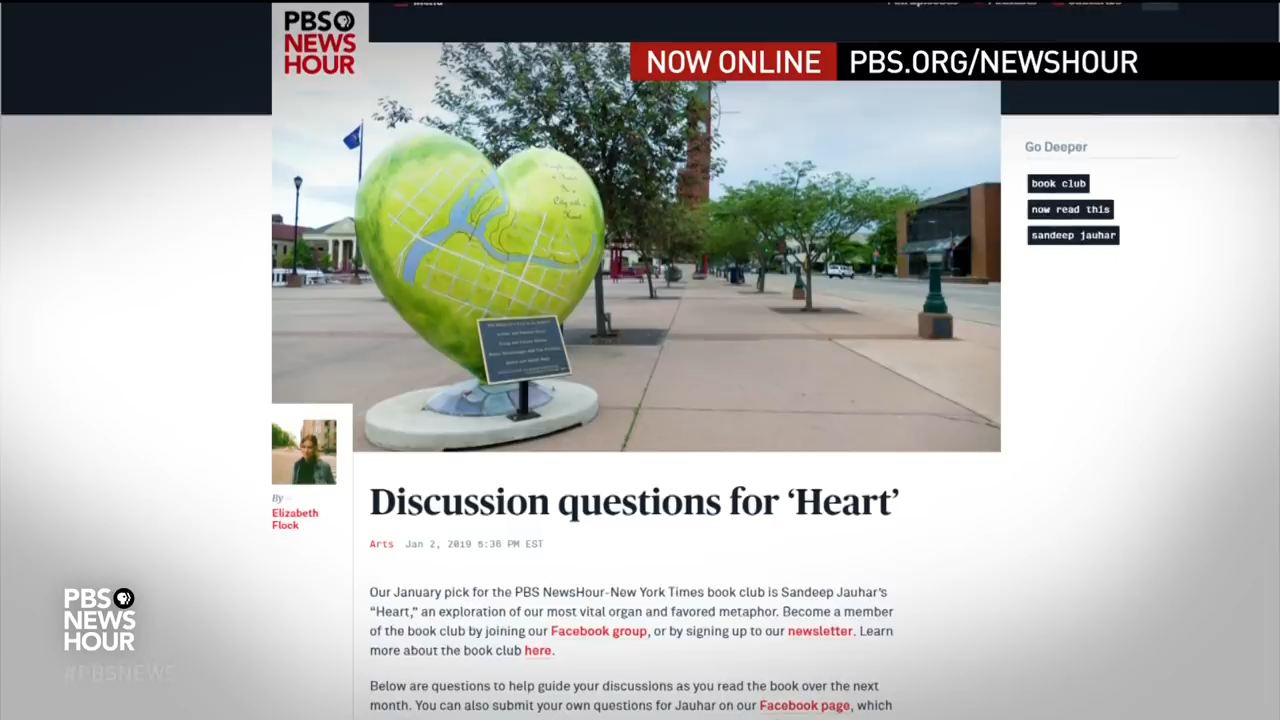 PBS
NEWS
HOUR
NOW ONLINE
PBS.ORG/NEWSHOUR
Go Deeper
book club
now read this
sandeep jauhar
City with a
Heart
By
Elizabeth
Flock
Discussion questions for ‘Heart’
Arts Jan 2, 2019 5:36 PM EST
Our January pick for the PBS NewsHour-New York Times book club is Sandeep Jauhar’s
“Heart,” an exploration of our most vital organ and favored metaphor. Become a member
of the book club by joining our Facebook group, or by signing up to our newsletter. Learn
more about the book club here.
Below are questions to help guide your discussions as you read the book over the next
month. You can also submit your own questions for Jauhar on our Facebook page, which
PBS
NEWS
HOUR
#PBSNEWS